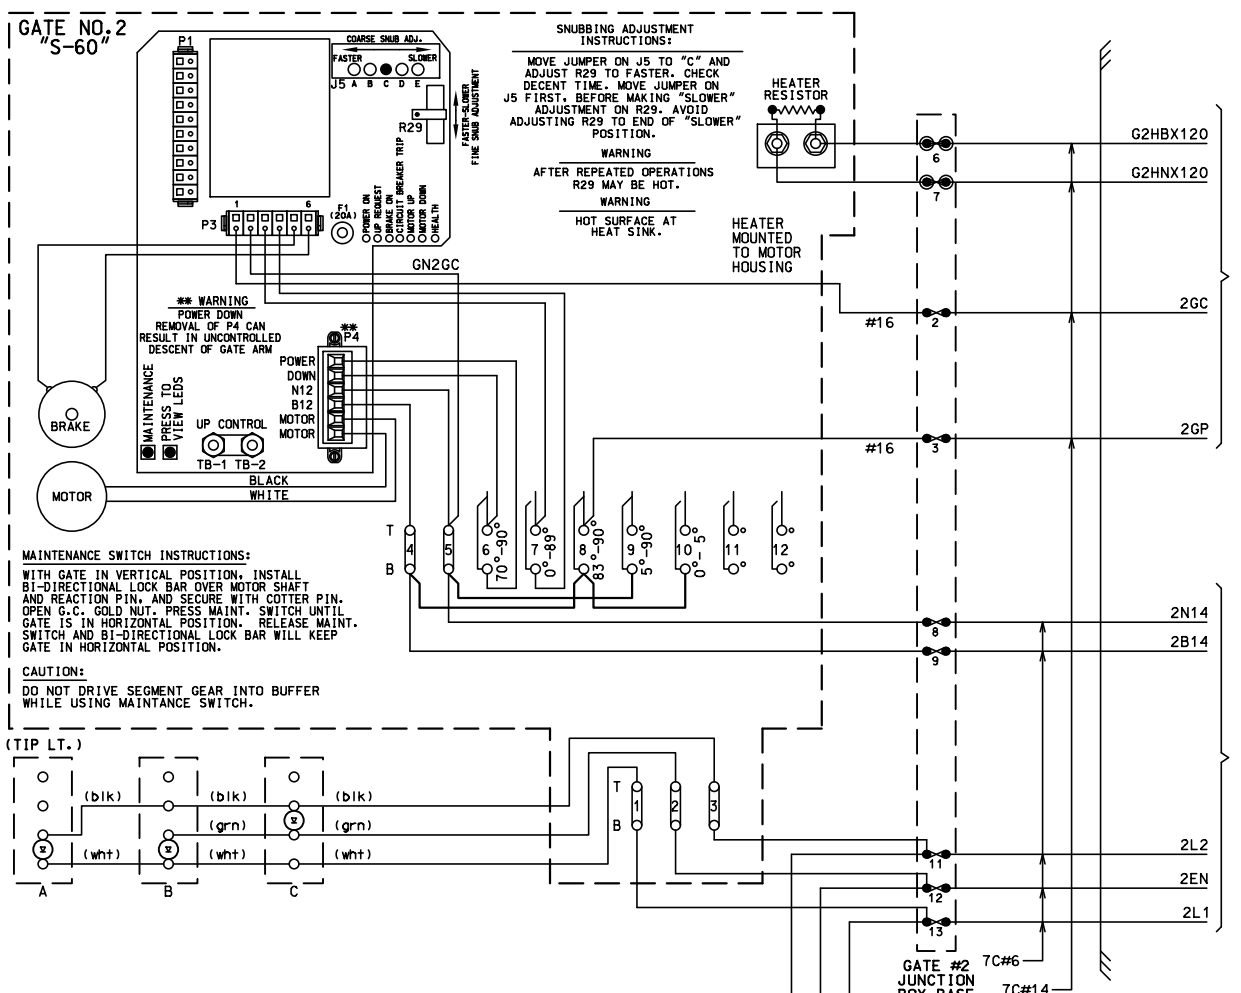 GATE NO.2
"S-60"
P1
COARSE SNUB ADJ.
FASTER SLOWER
J5 A B C D E
R29
FASTER-SLOWER
FINE SNUB ADJUSTMENT
SNUBBING ADJUSTMENT
INSTRUCTIONS:
MOVE JUMPER ON J5 TO "C" AND
ADJUST R29 TO FASTER. CHECK
DECENT TIME. MOVE JUMPER ON
J5 FIRST, BEFORE MAKING "SLOWER"
ADJUSTMENT ON R29. AVOID
ADJUSTING R29 TO END OF "SLOWER"
POSITION.
WARNING
AFTER REPEATED OPERATIONS
R29 MAY BE HOT.
WARNING
HOT SURFACE AT
HEAT SINK.
HEATER
RESISTOR
HEATER
MOUNTED
TO MOTOR
HOUSING
6
7
G2HBX120
G2HNX120
1 6
P3
F1
(20A)
POWER ON
UP REQUEST
BRAKE ON
CIRCUIT BREAKER TRIP
MOTOR UP
MOTOR DOWN
HEALTH
GN2GC
** WARNING
POWER DOWN
REMOVAL OF P4 CAN
RESULT IN UNCONTROLLED
DESCENT OF GATE ARM
**
P4
POWER
DOWN
N12
B12
MOTOR
MOTOR
MAINTENANCE
PRESS TO
VIEW LEDS
UP CONTROL
TB-1 TB-2
BRAKE
MOTOR
BLACK
WHITE
#16
2
2GC
#16
3
2GP
T
B
4
5
6
70°-90°
7
0°-89°
8
83°-90°
9
5°-90°
10
0°-5°
11
12
MAINTENANCE SWITCH INSTRUCTIONS:
WITH GATE IN VERTICAL POSITION, INSTALL
BI-DIRECTIONAL LOCK BAR OVER MOTOR SHAFT
AND REACTION PIN, AND SECURE WITH COTTER PIN.
OPEN G.C. GOLD NUT. PRESS MAINT. SWITCH UNTIL
GATE IS IN HORIZONTAL POSITION. RELEASE MAINT.
SWITCH AND BI-DIRECTIONAL LOCK BAR WILL KEEP
GATE IN HORIZONTAL POSITION.
CAUTION:
DO NOT DRIVE SEGMENT GEAR INTO BUFFER
WHILE USING MAINTANCE SWITCH.
8
2N14
9
2B14
(TIP LT.)
(blk) (blk) (blk)
(grn) (grn)
(wht) (wht) (wht)
A B C
T
B
1 2 3
11
2L2
12
2EN
13
2L1
GATE #2
JUNCTION
BOX BASE
7C#6
7C#14